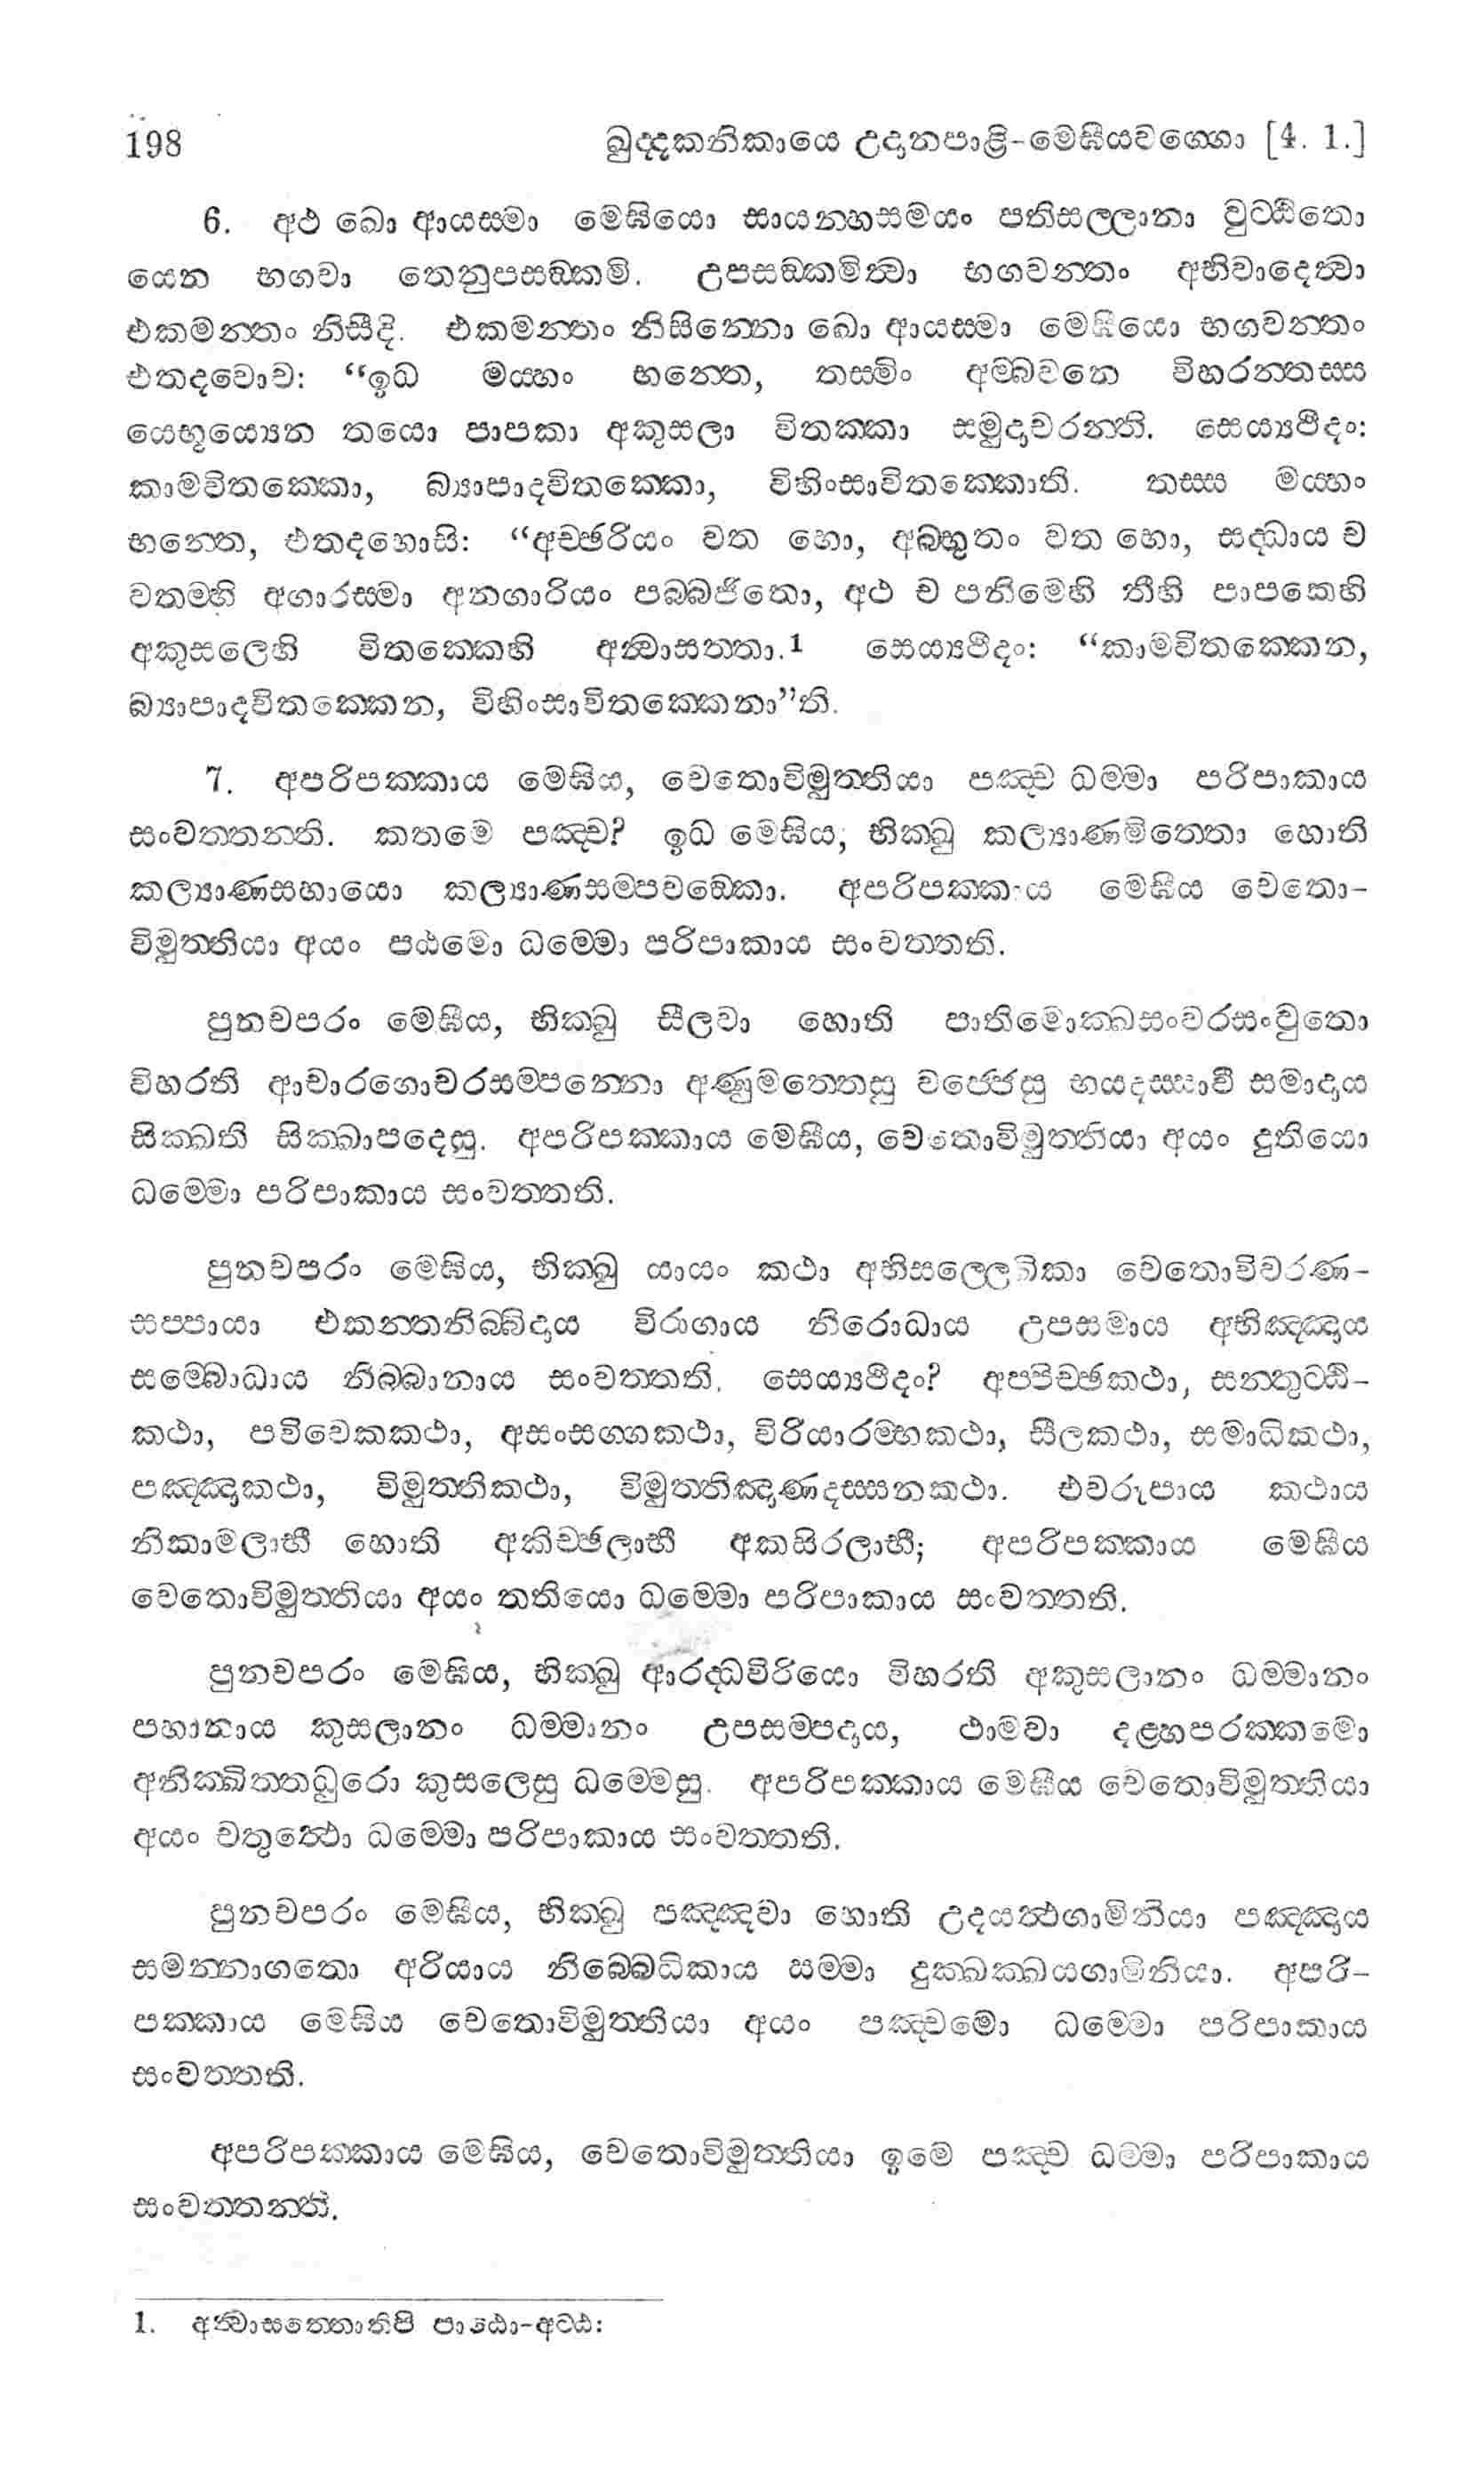 198 ඛුද්දකනිකායෙ උදානපාළි-මෙඝියවග්ගො [4. 1.]
6. අථ ඛො ආයස්මා මෙඝියො සායන්හසමයං පතිසල්ලානා වුට්ඨිතො
යෙන භගවා තෙනුපසඞ්කමි. උපසඞ්කමිත්වා භගවන්තං අභිවාදෙත්වා
එකමන්තං නිසීදි. එකමන්තං නිසින්නො ඛො ආයස්මා මෙඝියො භගවන්තං
එතදවොච: “ඉධ මය්හං භන්තෙ, තස්මිං අම්බවනෙ විහරන්තස්ස
යෙභූය්‍යෙන තයො පාපකා අකුසලා විතක්කා සමුදාචරන්ති. සෙය්‍යථීදං:
කාමවිතක්කො, බ්‍යාපාදවිතක්කො, විහිංසාවිතක්කොති. තස්ස මය්හං
භන්තෙ, එතදහොසි: “අච්ඡරියං වත හො, අබ්භුතං වත හො, සද්ධාය ච
වතම්හි අගාරස්මා අනගාරියං පබ්බජිතො, අථ ච පනිමෙහි තීහි පාපකෙහි
අකුසලෙහි විතක්කෙහි අන්වාසත්තා.1 සෙය්‍යථීදං: “කාමවිතක්කෙන,
බ්‍යාපාදවිතක්කෙන, විහිංසාවිතක්කෙනා”ති.
7. අපරිපක්කාය මෙඝිය, චෙතොවිමුත්තියා පඤ්ච ධම්මා පරිපාකාය
සංවත්තන්ති. කතමෙ පඤ්ච? ඉධ මෙඝිය, භික්ඛු කල්‍යාණමිත්තො හොති
කල්‍යාණසහායො කල්‍යාණසම්පවඞ්කො. අපරිපක්කාය මෙඝිය චෙතො-
විමුත්තියා අයං පඨමො ධම්මො පරිපාකාය සංවත්තති.
පුනචපරං මෙඝිය, භික්ඛු සීලවා හොති පාතිමොක්ඛසංවරසංවුතො
විහරති ආචාරගොචරසම්පන්නො අණුමත්තෙසු වජ්ජෙසු භයදස්සාවී සමාදාය
සික්ඛති සික්ඛාපදෙසු. අපරිපක්කාය මෙඝිය, චෙතොවිමුත්තියා අයං දුතියො
ධම්මො පරිපාකාය සංවත්තති.
පුනචපරං මෙඝිය, භික්ඛු යායං කථා අභිසල්ලෙඛිකා චෙතොවිවරණ-
සප්පායා එකන්තනිබ්බිදාය විරාගාය නිරොධාය උපසමාය අභිඤ්ඤාය
සම්බොධාය නිබ්බානාය සංවත්තති. සෙය්‍යථීදං? අප්පිච්ඡකථා, සන්තුට්ඨි-
කථා, පවිවෙකකථා, අසංසග්ගකථා, විරියාරම්භකථා, සීලකථා, සමාධිකථා,
පඤ්ඤාකථා, විමුත්තිකථා, විමුත්තිඤාණදස්සනකථා. එවරූපාය කථාය
නිකාමලාභී හොති අකිච්ඡලාභී අකසිරලාභී; අපරිපක්කාය මෙඝිය
චෙතොවිමුත්තියා අයං තතියො ධම්මො පරිපාකාය සංවත්තති.
පුනචපරං මෙඝිය, භික්ඛු ආරද්ධවිරියො විහරති අකුසලානං ධම්මානං
පහානාය කුසලානං ධම්මානං උපසම්පදාය, ථාමවා දළ්හපරක්කමො
අනික්ඛිත්තධුරො කුසලෙසු ධම්මෙසු. අපරිපක්කාය මෙඝිය චෙතොවිමුත්තියා
අයං චතුත්ථො ධම්මො පරිපාකාය සංවත්තති.
පුනචපරං මෙඝිය, භික්ඛු පඤ්ඤවා හොති උදයත්ථගාමිනියා පඤ්ඤාය
සමන්නාගතො අරියාය නිබ්බෙධිකාය සම්මා දුක්ඛක්ඛයගාමිනියා. අපරි-
පක්කාය මෙඝිය චෙතොවිමුත්තියා අයං පඤ්චමො ධම්මො පරිපාකාය
සංවත්තති.
අපරිපක්කාය මෙඝිය, චෙතොවිමුත්තියා ඉමෙ පඤ්ච ධම්මා පරිපාකාය
සංවත්තන්ති.
1. අන්වාසත්තොතිපි පාඨො-අට්ඨ: